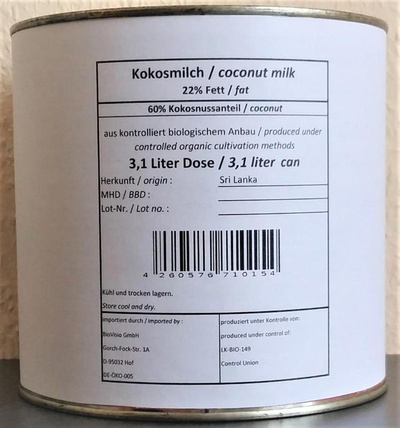 Kokosmilch / coconut milk
22% Fett / fat
60% Kokosnussanteil / coconut
aus kontrolliert biologischem Anbau / produced under
controlled organic cultivation methods
3,1 Liter Dose / 3,1 liter can
Herkunft / origin : Sri Lanka
MHD / BBD :
Lot-Nr. / Lot no. :
4 260576 710154
Kühl und trocken lagern.
Store cool and dry.
importiert durch / imported by :
BioVisio GmbH
Gorch-Fock-Str. 1A
D-95032 Hof
DE-ÖKO-005
produziert unter Kontrolle von:
produced under control of:
LK-BIO-149
Control Union